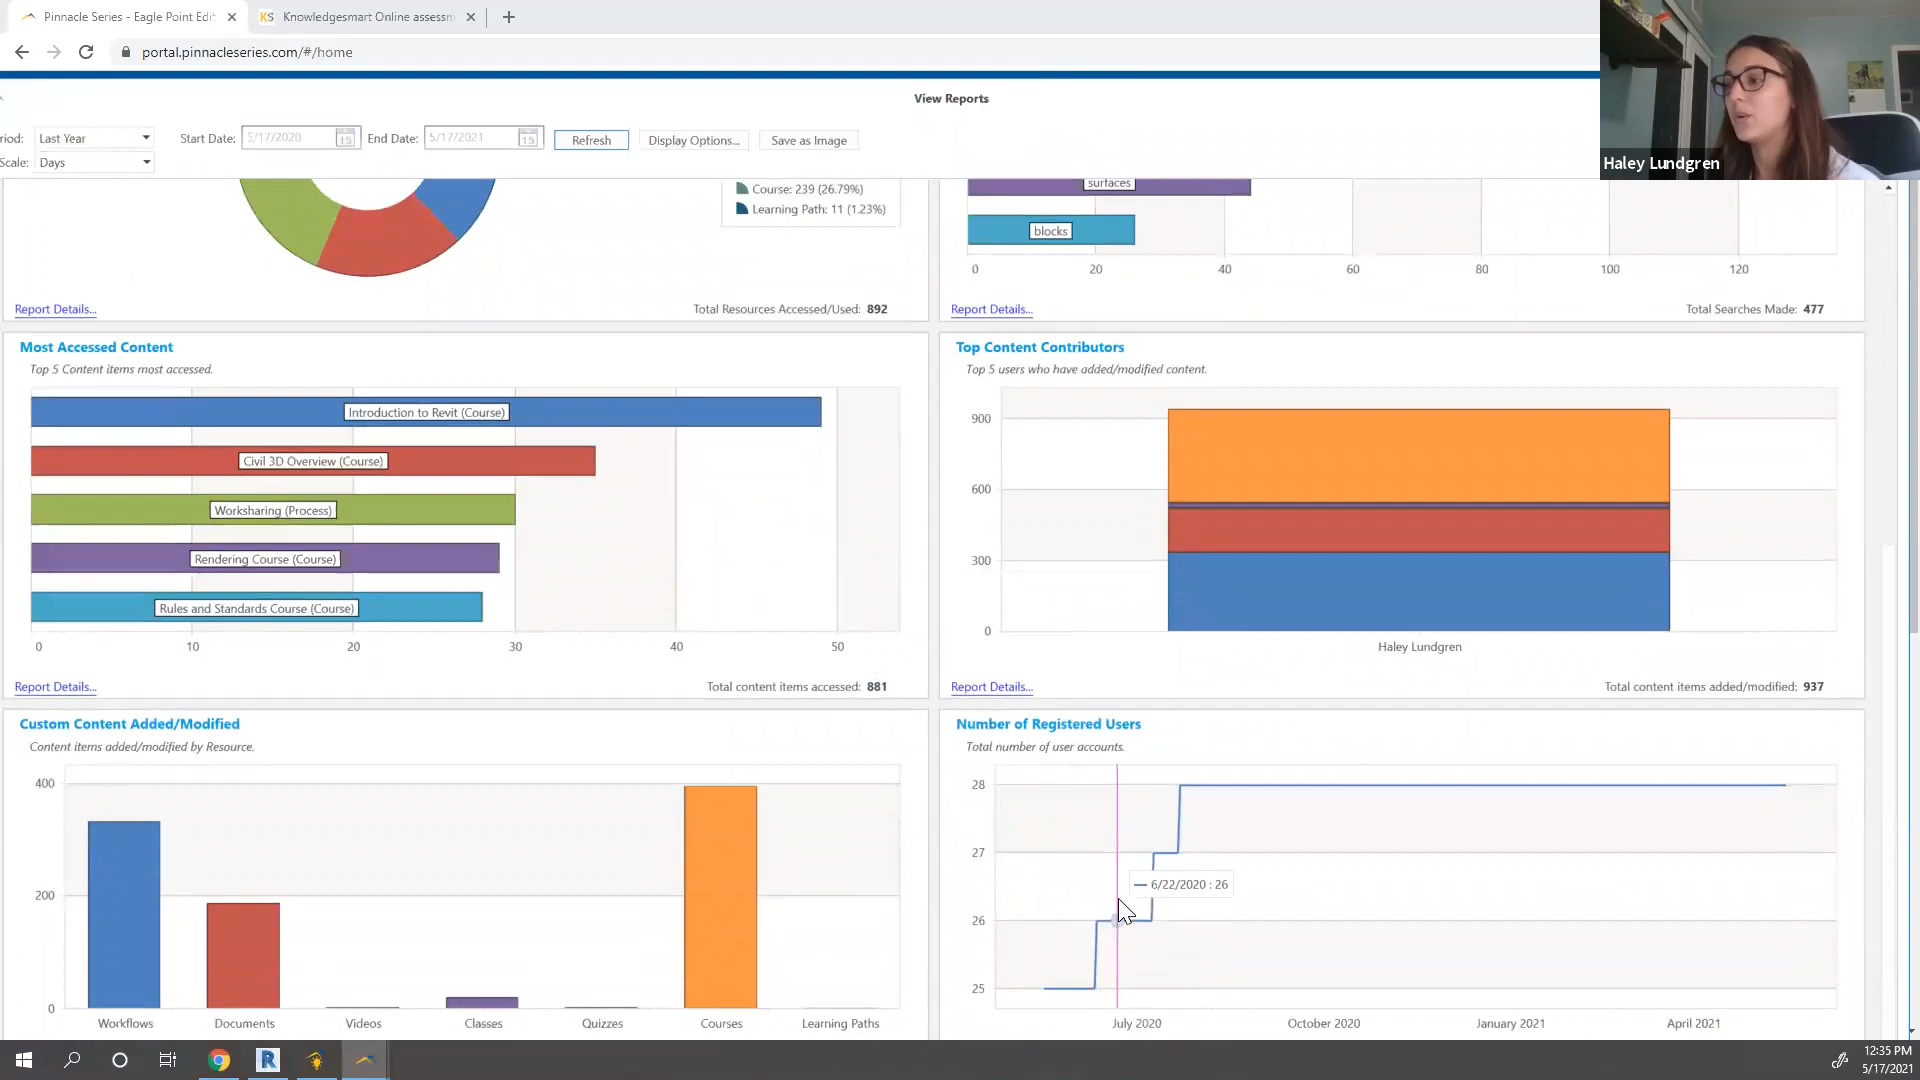 Pinnacle Series - Eagle Point Edit
KS Knowledgesmart Online assessm
portal.pinnacleseries.com/#/home
View Reports
riod: Last Year Start Date: 5/17/2020 15 End Date: 5/17/2021 15 Refresh Display Options... Save as Image
Scale: Days
Haley Lundgren
Course: 239 (26.79%)
Learning Path: 11 (1.23%)
Report Details... Total Resources Accessed/Used: 892
surfaces
blocks
0 20 40 60 80 100 120
Report Details... Total Searches Made: 477
Most Accessed Content
Top 5 Content items most accessed.
Introduction to Revit (Course)
Civil 3D Overview (Course)
Worksharing (Process)
Rendering Course (Course)
Rules and Standards Course (Course)
0 10 20 30 40 50
Report Details... Total content items accessed: 881
Top Content Contributors
Top 5 users who have added/modified content.
900
600
300
0
Haley Lundgren
Report Details... Total content items added/modified: 937
Custom Content Added/Modified
Content items added/modified by Resource.
400
200
0
Workflows Documents Videos Classes Quizzes Courses Learning Paths
Number of Registered Users
Total number of user accounts.
28
27
6/22/2020 : 26
26
25
July 2020 October 2020 January 2021 April 2021
R
12:35 PM
5/17/2021